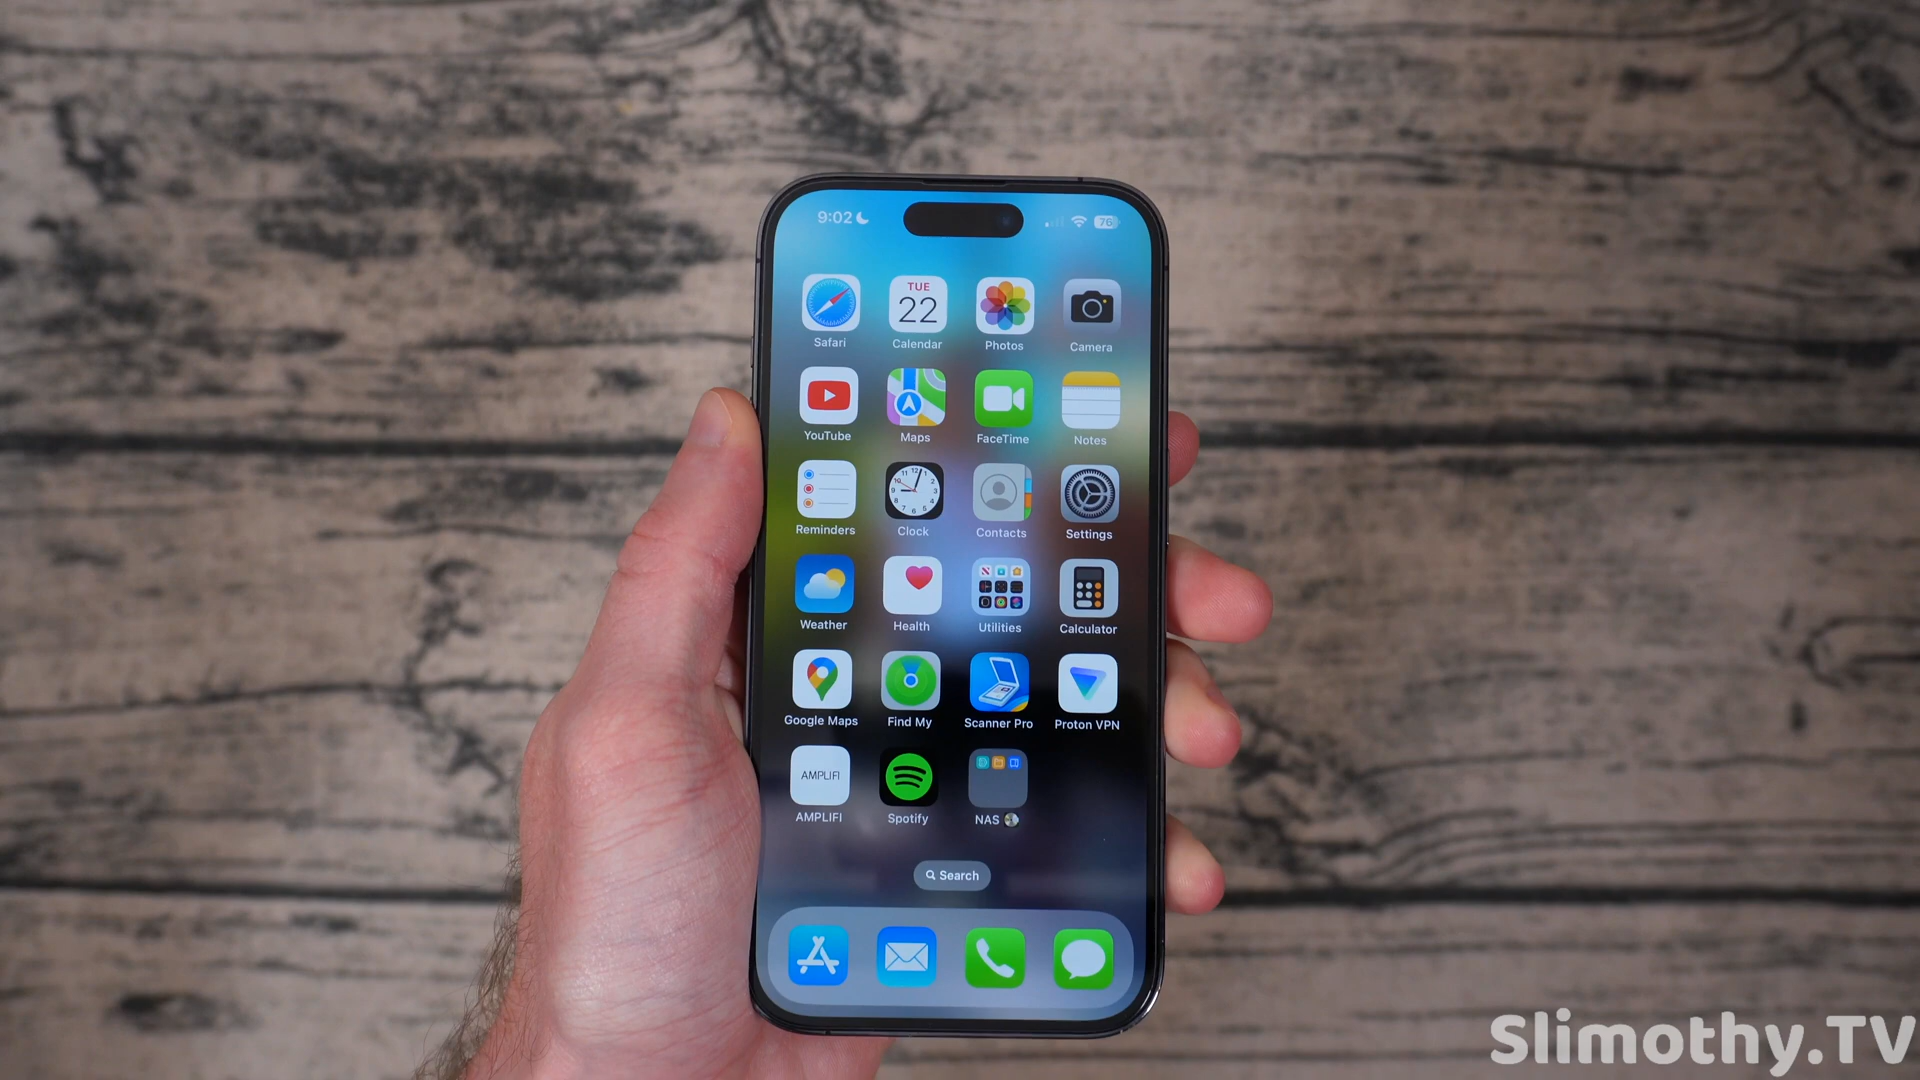 9:02
76
TUE
22
Safari
Calendar
Photos
Camera
YouTube
Maps
FaceTime
Notes
Reminders
Clock
Contacts
Settings
Weather
Health
Utilities
Calculator
Google Maps
Find My
Scanner Pro
Proton VPN
AMPLIFI
AMPLIFI
Spotify
NAS
Search
Slimothy.TV